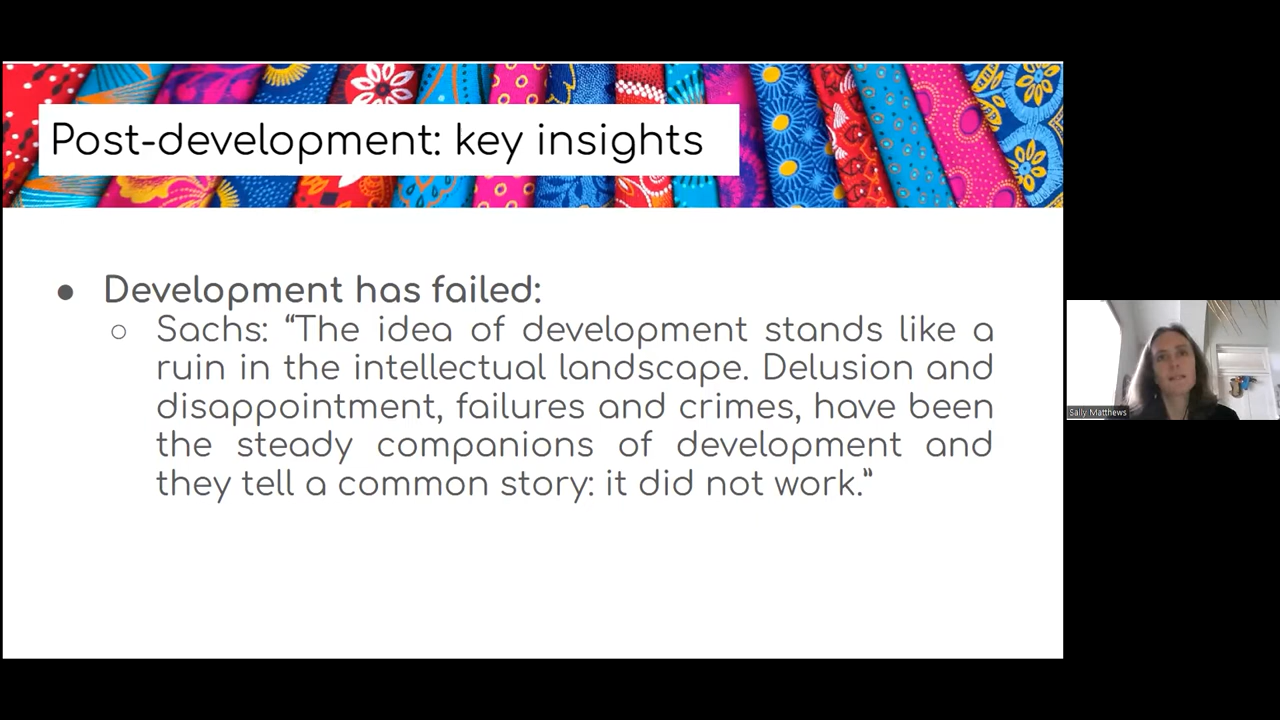 Post-development: key insights
● Development has failed:
○ Sachs: “The idea of development stands like a
ruin in the intellectual landscape. Delusion and
disappointment, failures and crimes, have been
the steady companions of development and
they tell a common story: it did not work.”
Sally Matthews